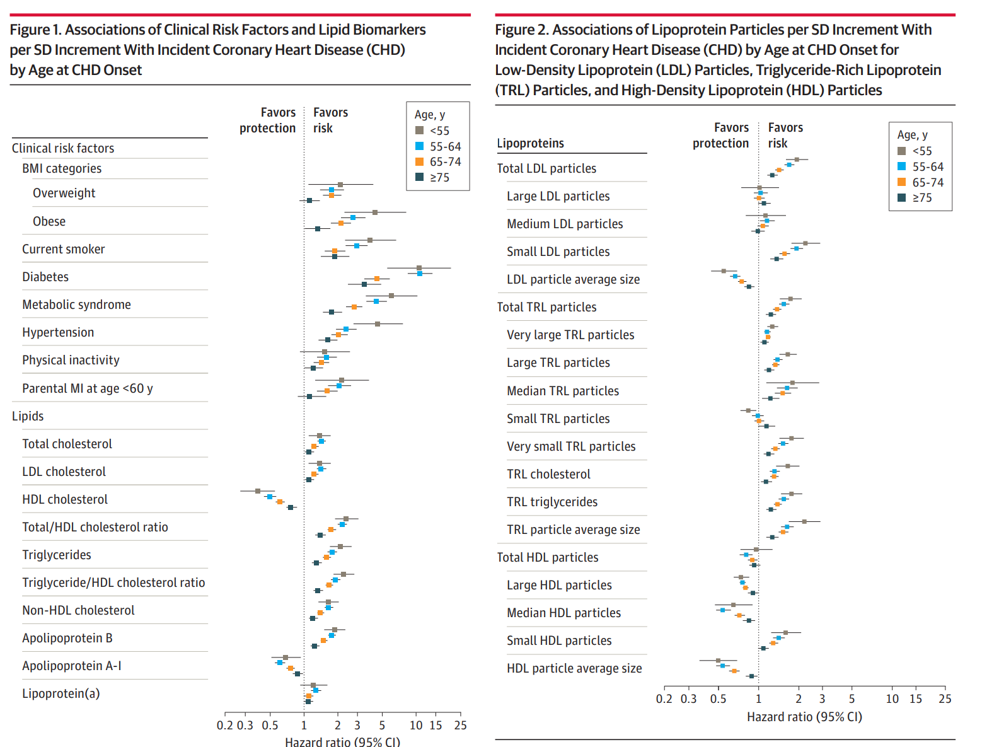 Figure 1. Associations of Clinical Risk Factors and Lipid Biomarkers
per SD Increment With Incident Coronary Heart Disease (CHD)
by Age at CHD Onset
Favors protection
Favors risk
Age, y
<55
55-64
65-74
≥75
Clinical risk factors
BMI categories
Overweight
Obese
Current smoker
Diabetes
Metabolic syndrome
Hypertension
Physical inactivity
Parental MI at age <60 y
Lipids
Total cholesterol
LDL cholesterol
HDL cholesterol
Total/HDL cholesterol ratio
Triglycerides
Triglyceride/HDL cholesterol ratio
Non-HDL cholesterol
Apolipoprotein B
Apolipoprotein A-I
Lipoprotein(a)
0.2 0.3 0.5 1 2 3 5 10 15 25
Hazard ratio (95% CI)
Figure 2. Associations of Lipoprotein Particles per SD Increment With
Incident Coronary Heart Disease (CHD) by Age at CHD Onset for
Low-Density Lipoprotein (LDL) Particles, Triglyceride-Rich Lipoprotein
(TRL) Particles, and High-Density Lipoprotein (HDL) Particles
Favors protection
Favors risk
Age, y
<55
55-64
65-74
≥75
Lipoproteins
Total LDL particles
Large LDL particles
Medium LDL particles
Small LDL particles
LDL particle average size
Total TRL particles
Very large TRL particles
Large TRL particles
Median TRL particles
Small TRL particles
Very small TRL particles
TRL cholesterol
TRL triglycerides
TRL particle average size
Total HDL particles
Large HDL particles
Median HDL particles
Small HDL particles
HDL particle average size
0.2 0.3 0.5 1 2 3 5 10 15 25
Hazard ratio (95% CI)